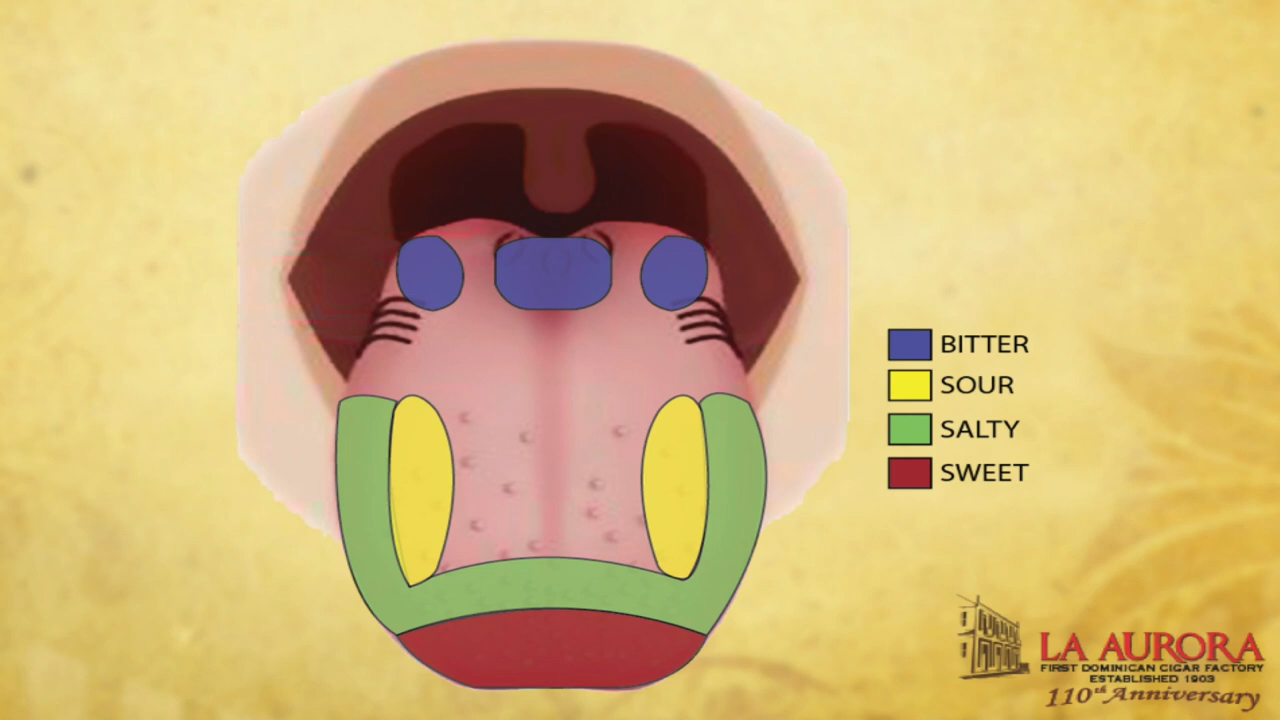 BITTER
SOUR
SALTY
SWEET
LA AURORA
FIRST DOMINICAN CIGAR FACTORY
ESTABLISHED 1903
110th Anniversary